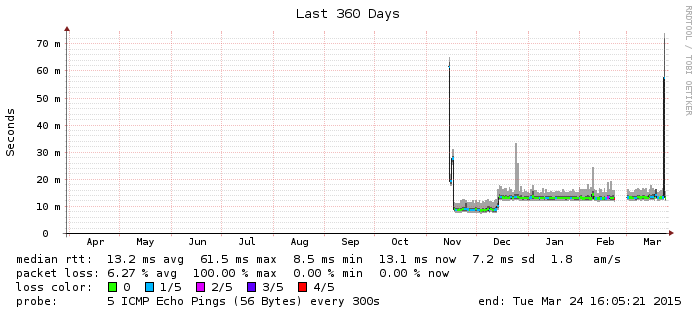 Last 360 Days
RRDTOOL / TOBI OETIKER
Seconds
70 m
60 m
50 m
40 m
30 m
20 m
10 m
0
Apr May Jun Jul Aug Sep Oct Nov Dec Jan Feb Mar
median rtt: 13.2 ms avg 61.5 ms max 8.5 ms min 13.1 ms now 7.2 ms sd 1.8 am/s
packet loss: 6.27 % avg 100.00 % max 0.00 % min 0.00 % now
loss color: 0 1/5 2/5 3/5 4/5
probe: 5 ICMP Echo Pings (56 Bytes) every 300s end: Tue Mar 24 16:05:21 2015